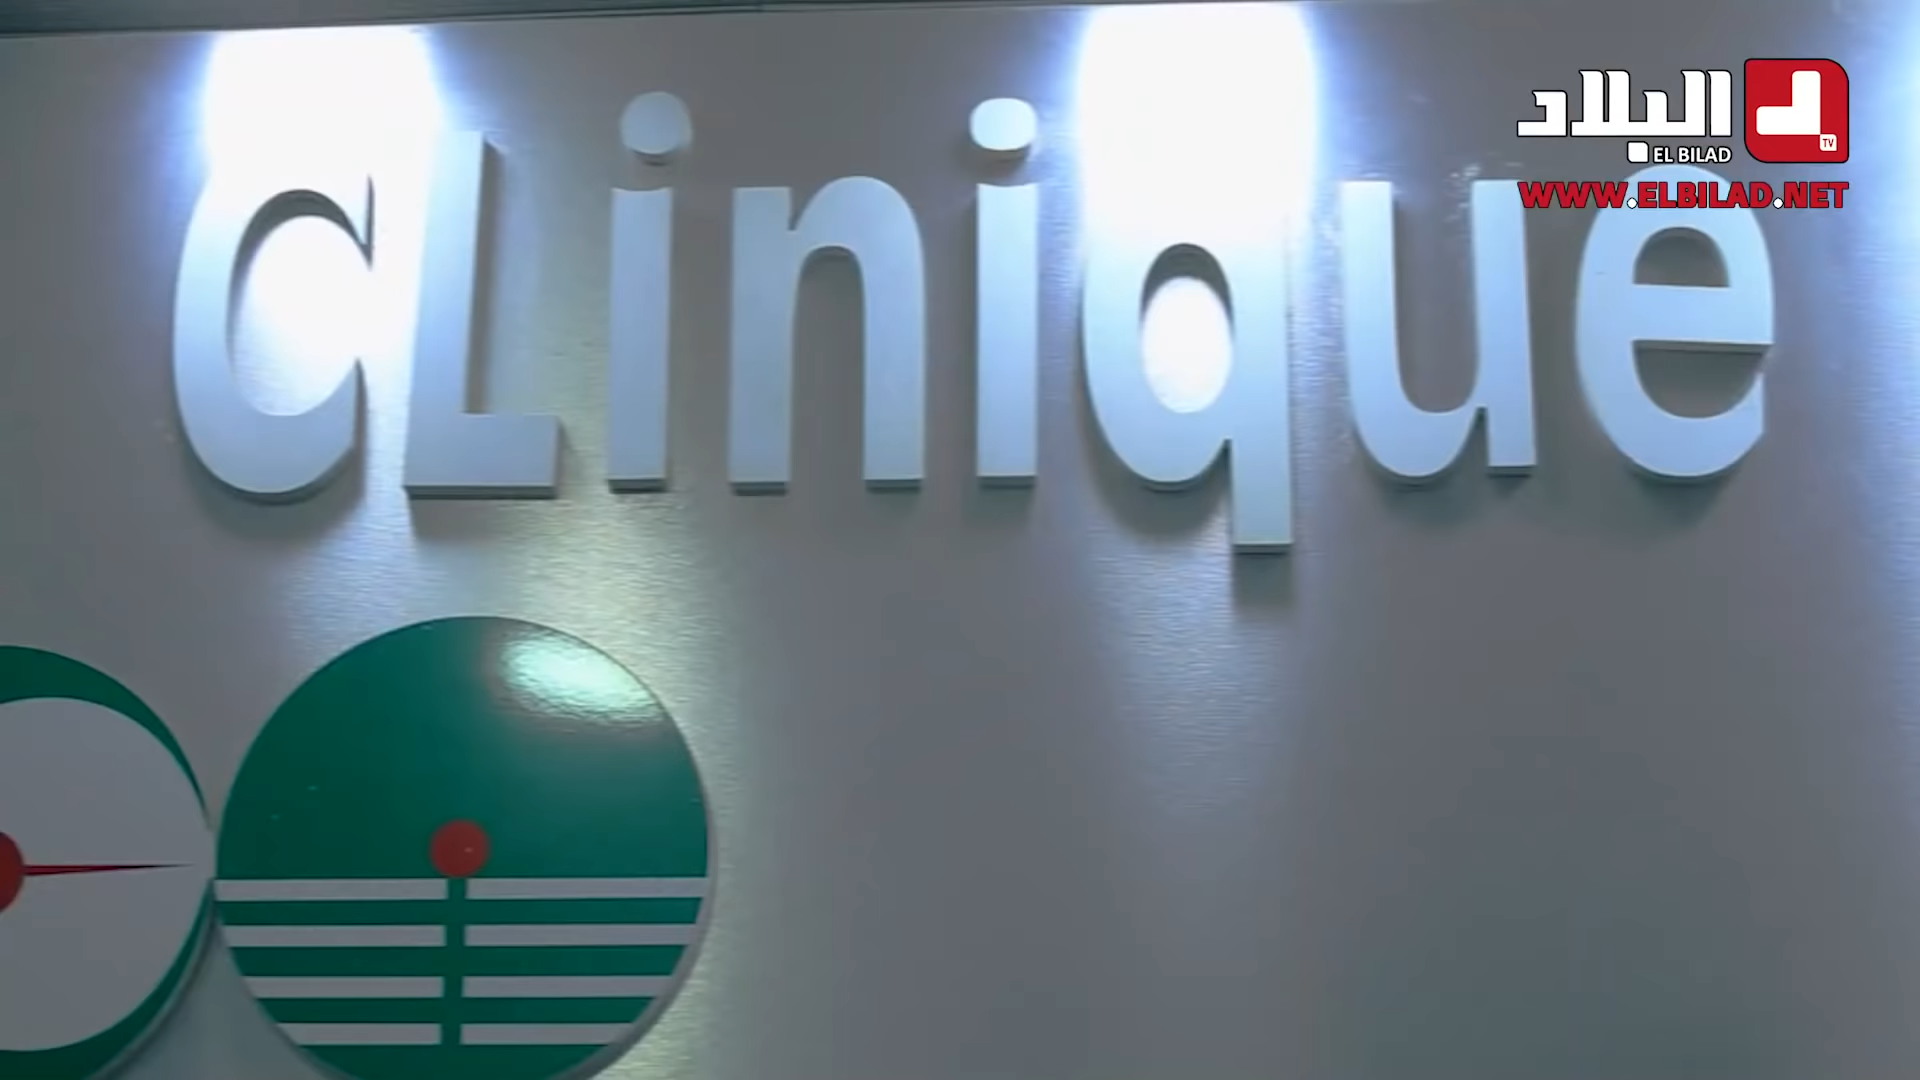 CLinique
البلاد
TV
EL BILAD
WWW.ELBILAD.NET